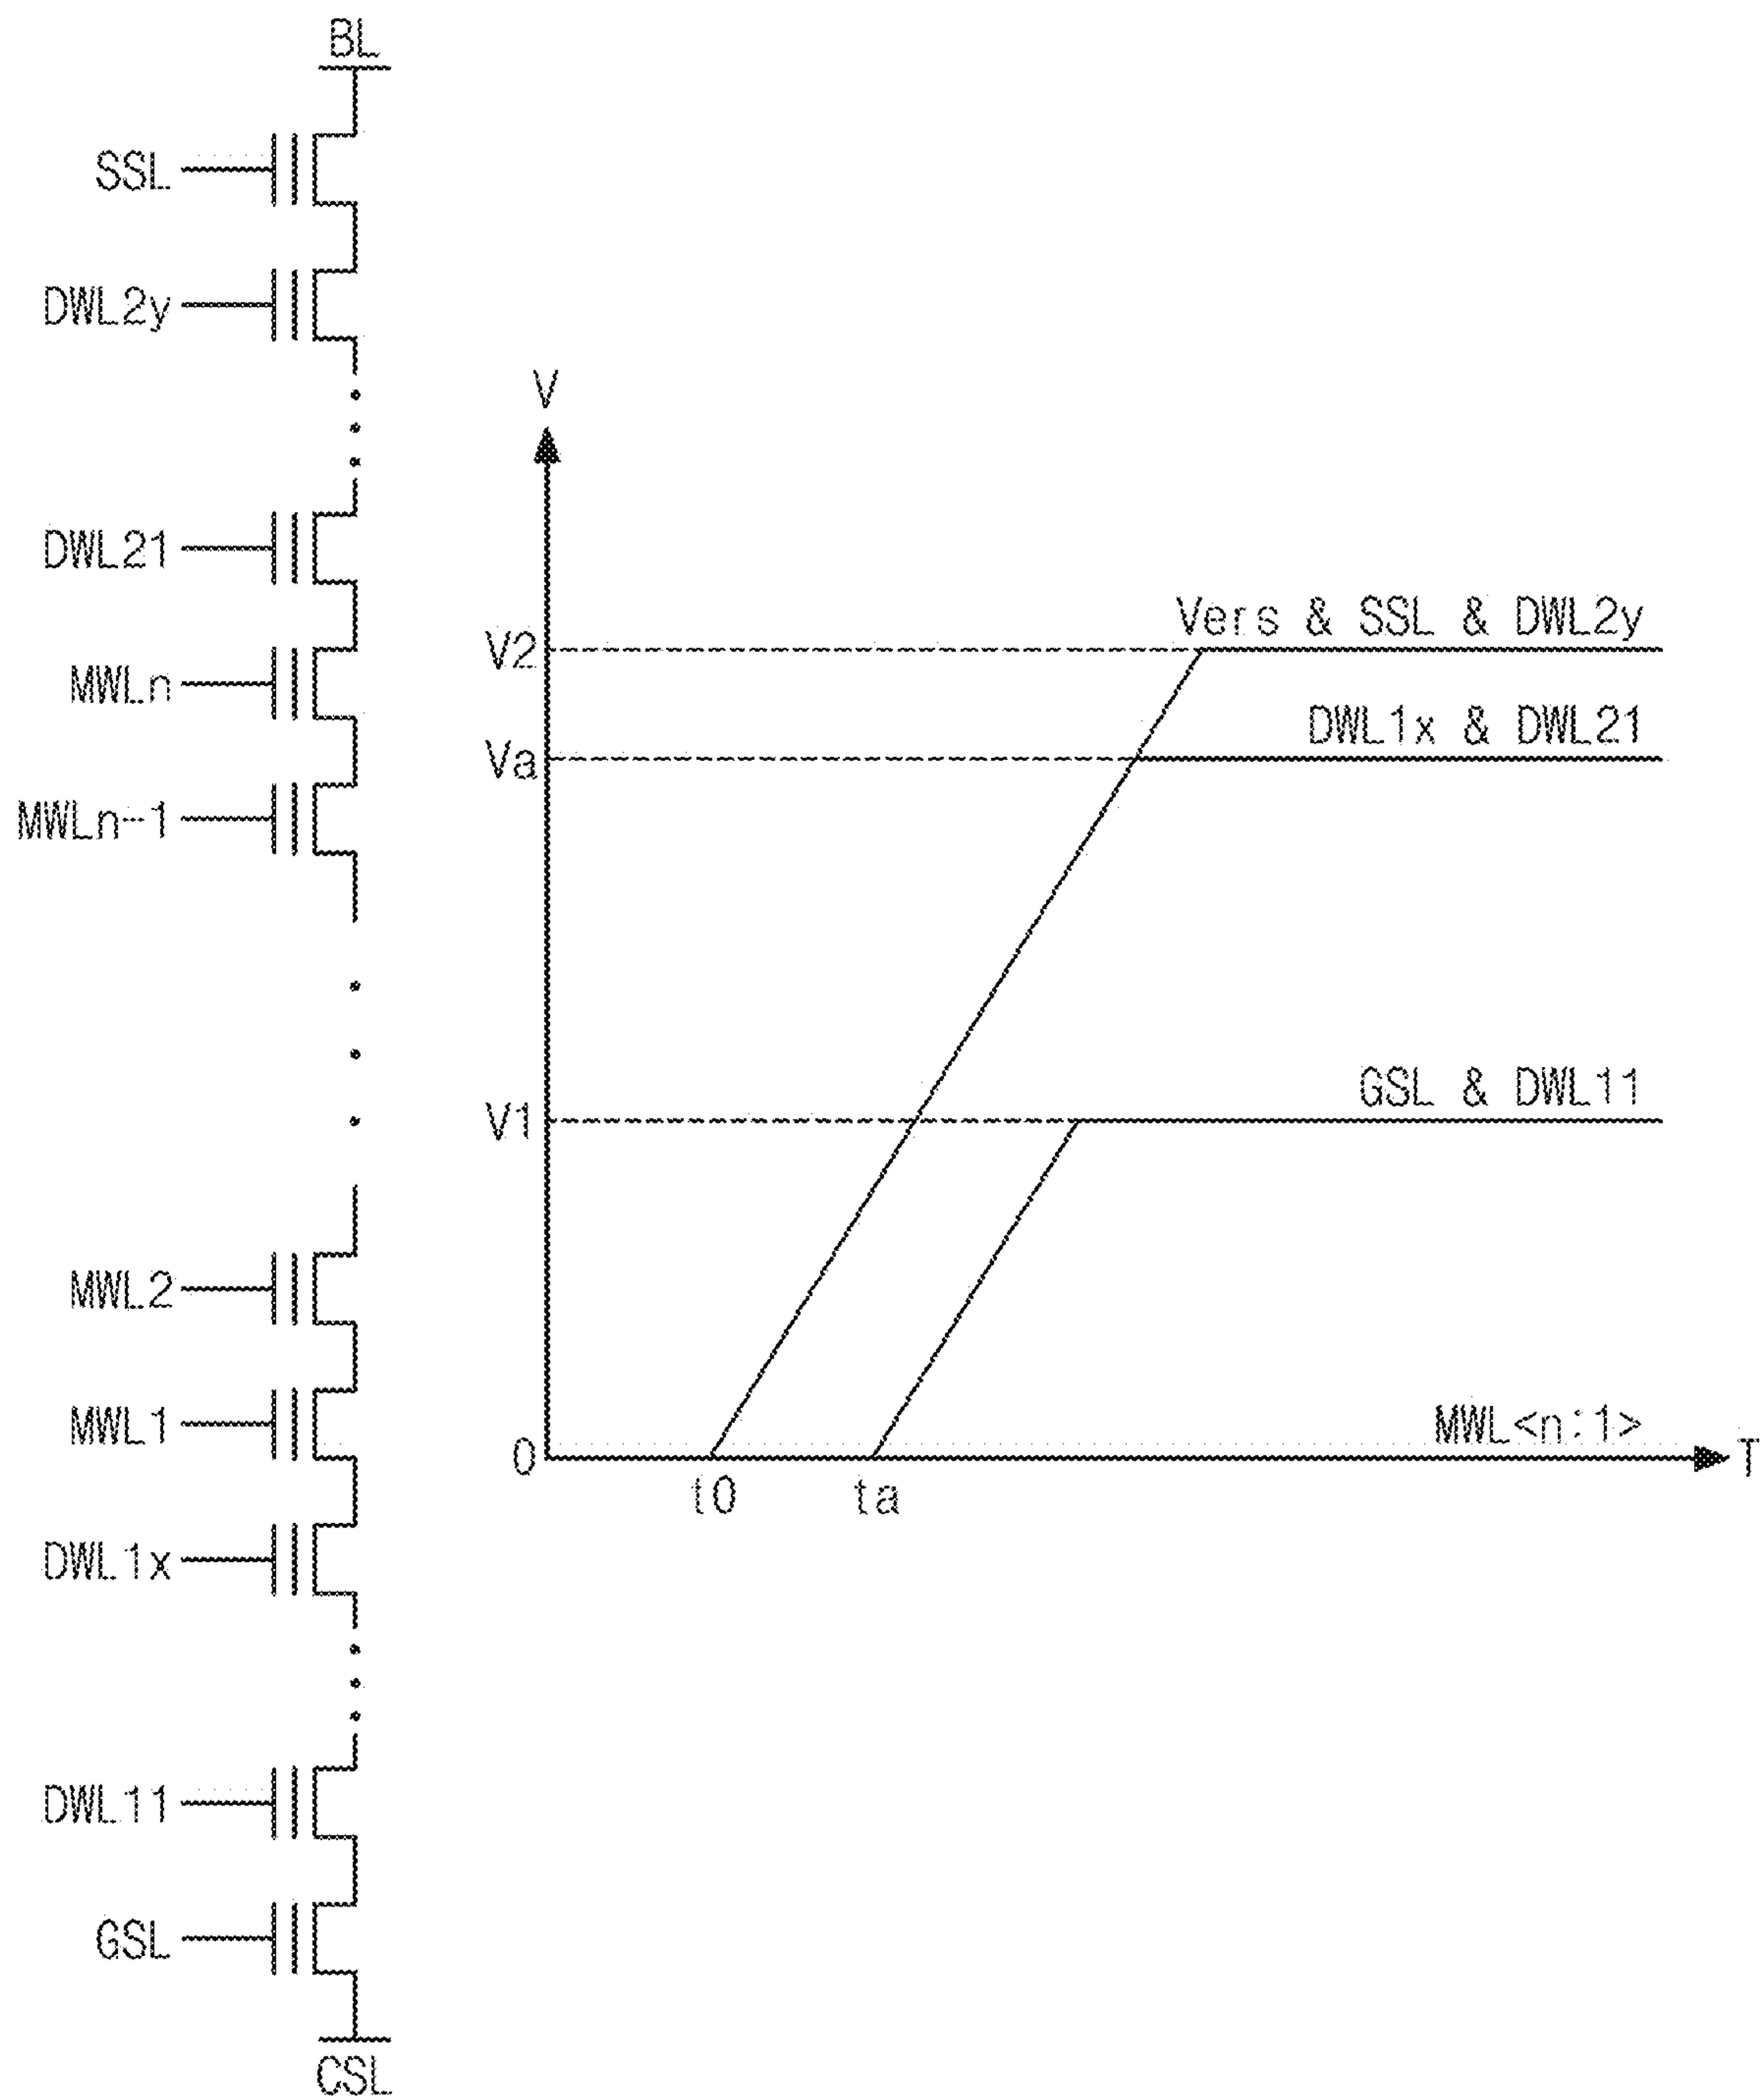 BL
SSL
DWL2y
DWL21
MWLn
MWLn-1
MWL2
MWL1
DWL1x
DWL11
GSL
CSL
V
V2
Vers & SSL & DWL2y
Va
DWL1x & DWL21
V1
GSL & DWL11
0
MWL<n:1>
T
t0
ta